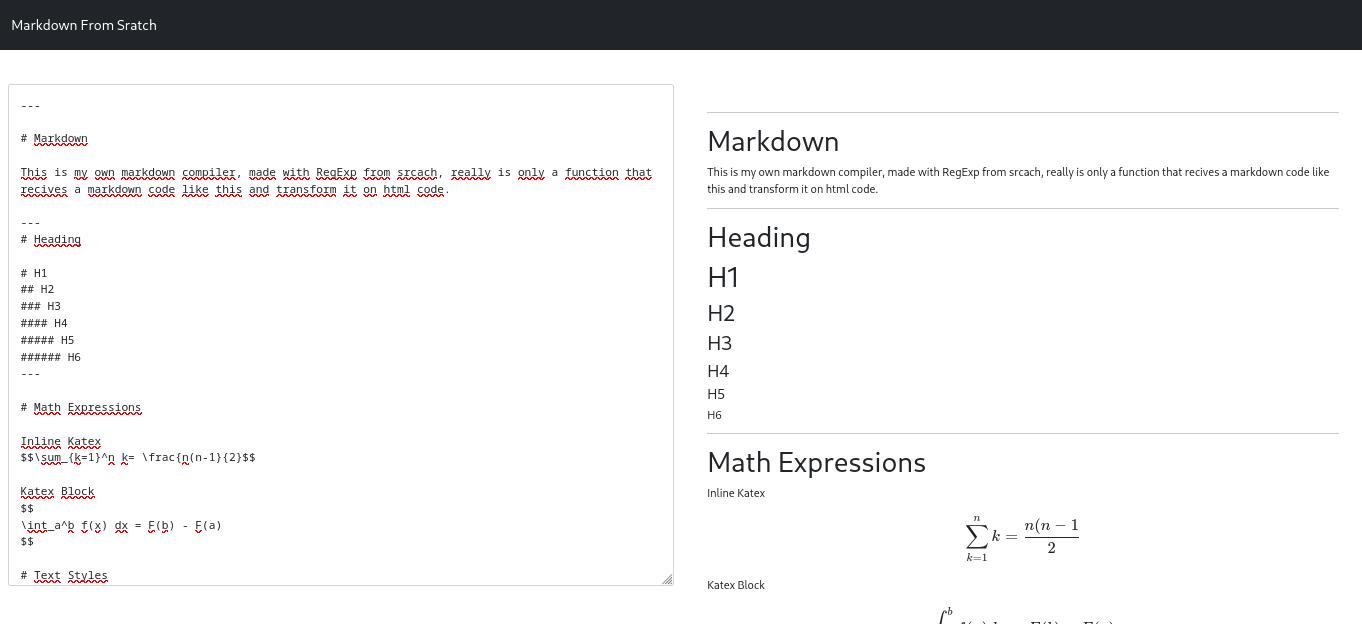 Markdown From Sratch
---
# Markdown
This is my own markdown compiler, made with RegExp from srcach, really is only a function that
recives a markdown code like this and transform it on html code.
---
# Heading
# H1
## H2
### H3
#### H4
##### H5
###### H6
---
# Math Expressions
Inline Katex
$$\sum_{k=1}^n k= \frac{n(n-1}{2}$$
Katex Block
$$
\int_a^b f(x) dx = F(b) - F(a)
$$
# Text Styles
Markdown
This is my own markdown compiler, made with RegExp from srcach, really is only a function that recives a markdown code like
this and transform it on html code.
Heading
H1
H2
H3
H4
H5
H6
Math Expressions
Inline Katex
n
∑ k = n(n − 1
k=1
2
Katex Block
∫ b